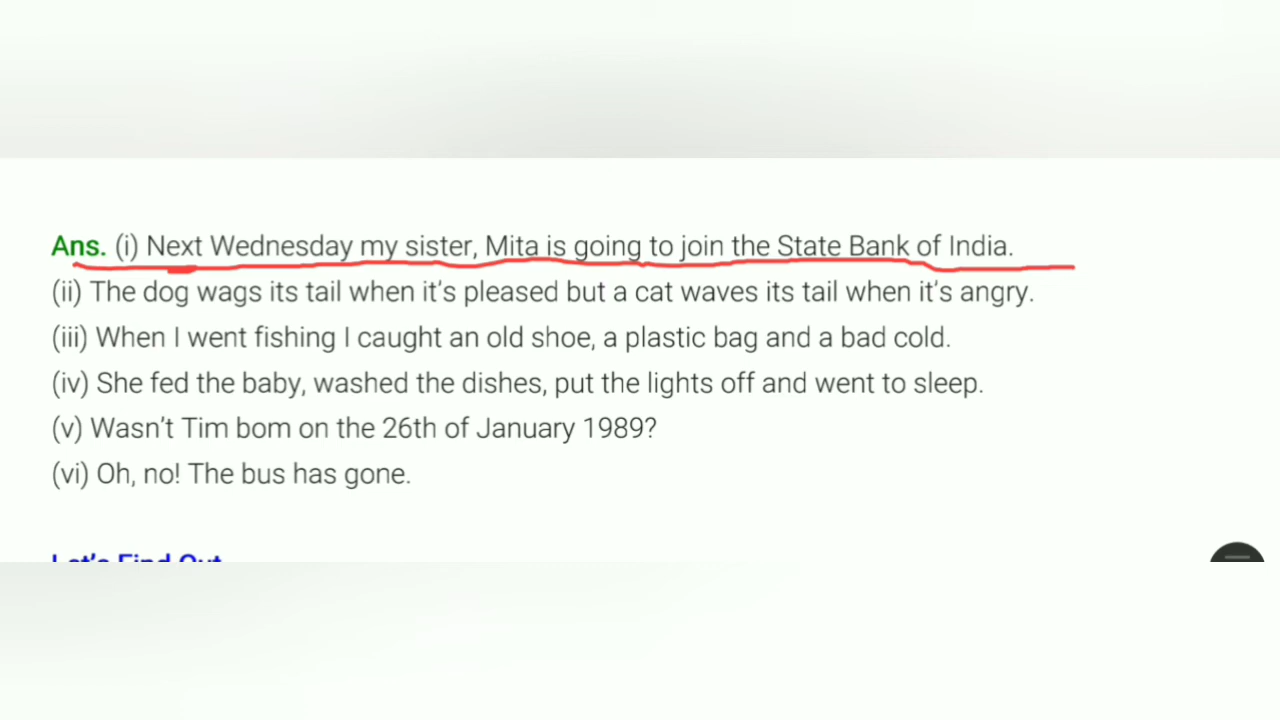 Ans. (i) Next Wednesday my sister, Mita is going to join the State Bank of India.
(ii) The dog wags its tail when it's pleased but a cat waves its tail when it's angry.
(iii) When I went fishing I caught an old shoe, a plastic bag and a bad cold.
(iv) She fed the baby, washed the dishes, put the lights off and went to sleep.
(v) Wasn't Tim bom on the 26th of January 1989?
(vi) Oh, no! The bus has gone.
Let's Find Out